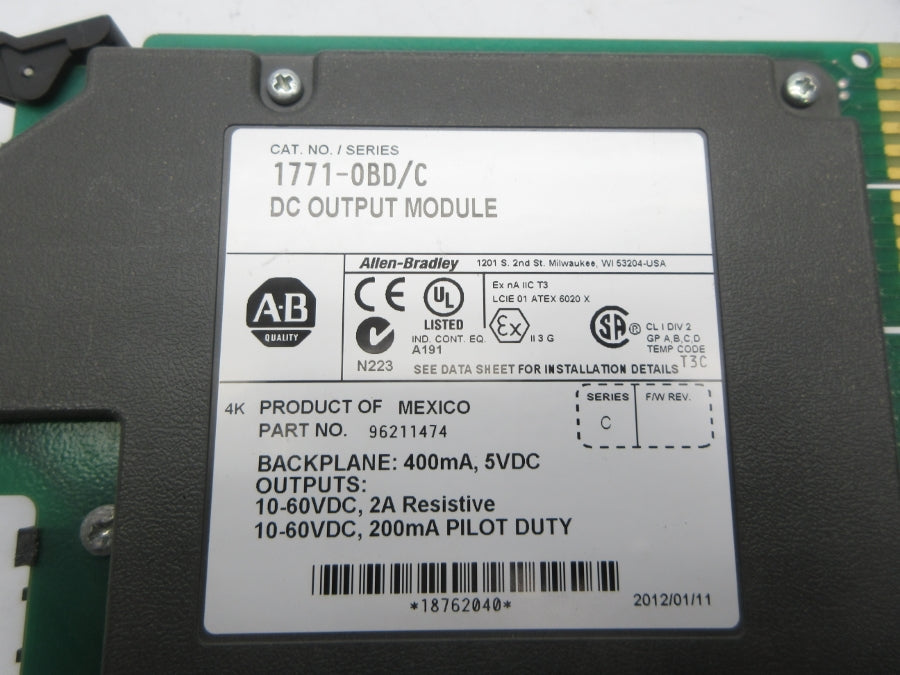 CAT. NO. / SERIES
1771-OBD/C
DC OUTPUT MODULE
Allen-Bradley 1201 S. 2nd St. Milwaukee, WI 53204-USA
A-B
QUALITY
CE
UL
LISTED
IND. CONT. EQ.
A191
N223
Ex nA IIC T3
LCIE 01 ATEX 6020 X
Ex II 3 G
SA ®
CL I DIV 2
GP A,B,C,D
TEMP CODE
T3C
SEE DATA SHEET FOR INSTALLATION DETAILS
4K PRODUCT OF MEXICO
PART NO. 96211474
SERIES F/W REV.
C
BACKPLANE: 400mA, 5VDC
OUTPUTS:
10-60VDC, 2A Resistive
10-60VDC, 200mA PILOT DUTY
*18762040*
2012/01/11